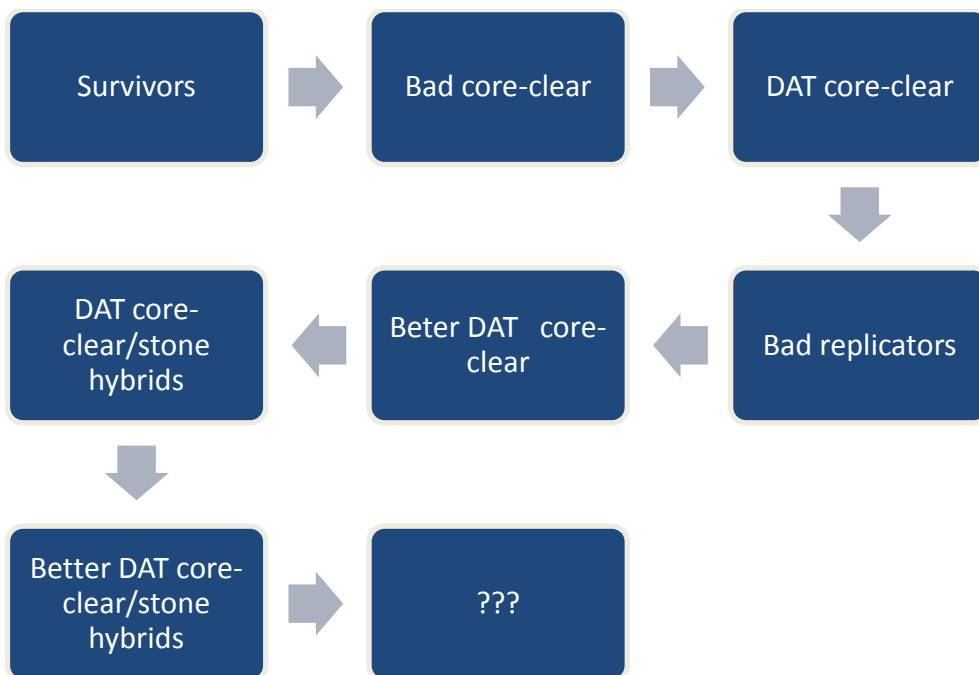 Survivors
Bad core-clear
DAT core-clear
Bad replicators
Beter DAT core-
clear
DAT core-
clear/stone
hybrids
Better DAT core-
clear/stone
hybrids
???